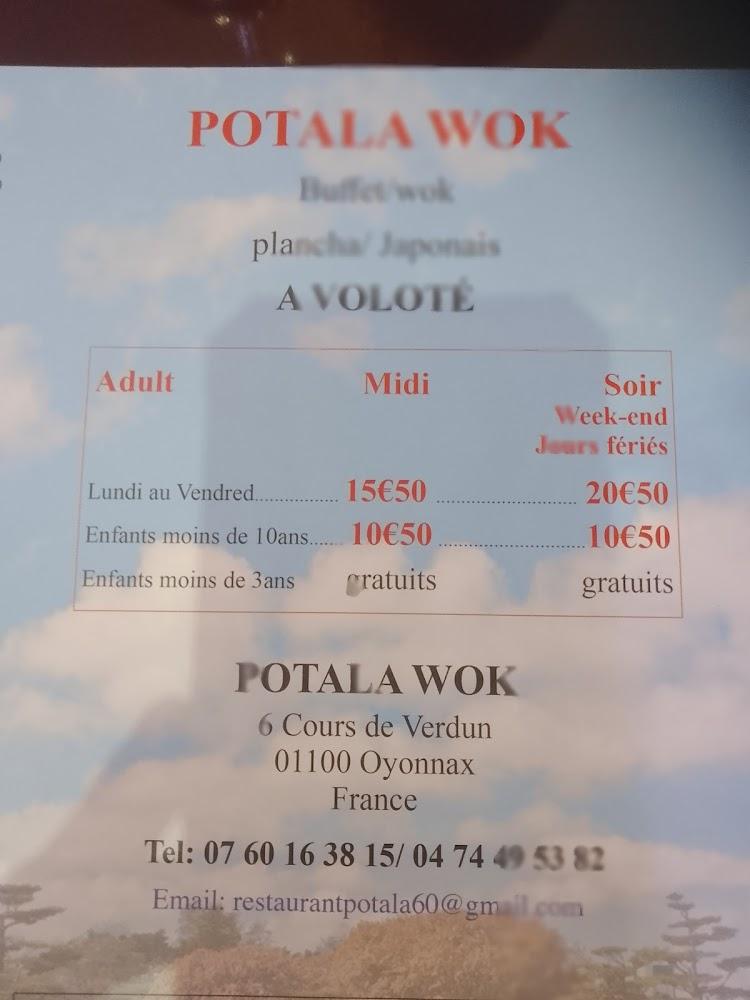 POTALA WOK
Buffet/wok
plancha/ Japonais
A VOLOTÉ
Adult Midi Soir
Week-end
Jours fériés
Lundi au Vendred............... 15€50 ........................ 20€50
Enfants moins de 10ans...... 10€50 .........................10€50
Enfants moins de 3ans gratuits gratuits
POTALA WOK
6 Cours de Verdun
01100 Oyonnax
France
Tel: 07 60 16 38 15/ 04 74 49 53 82
Email: restaurantpotala60@gmail.com